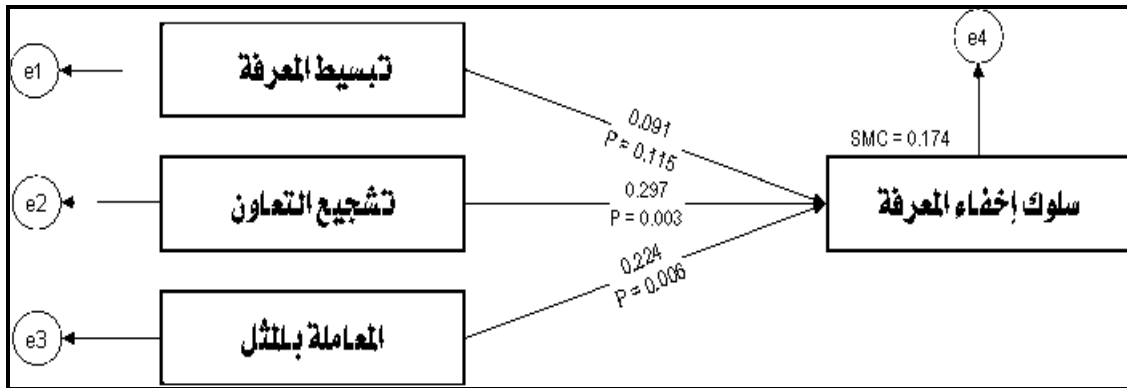 e4
e1
تبسيط المعرفة
0.091
P = 0.115
SMC = 0.174
e2
تشجيع التعاون
0.297
P = 0.003
سلوك إخفاء المعرفة
0.224
P = 0.006
e3
المعاملة بالمثل